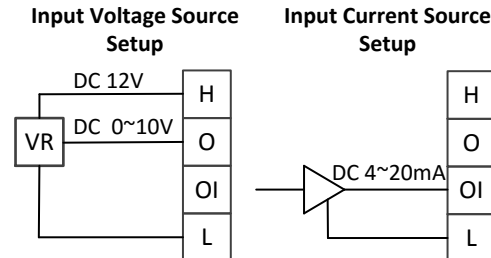 Input Voltage Source
Setup
DC 12V
H
VR
DC 0~10V
O
OI
L
Input Current Source
Setup
H
O
DC 4~20mA
OI
L